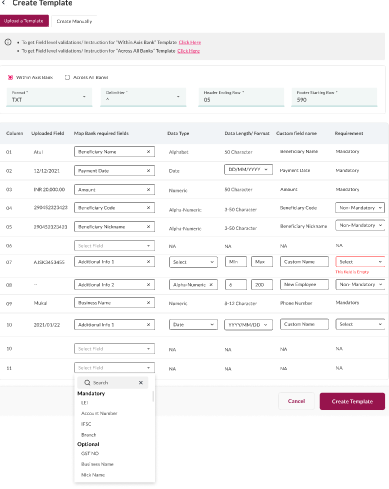 Create Template
Upload a Template Create Manually
To get Field level validations/ Instruction for "Within Axis Bank" Template Click Here
To get Field level validations/ Instruction for "Across All Banks" Template Click Here
Within Axis Bank Across All Banks
Format * Delimiter * Header Ending Row * Footer Starting Row *
TXT ^ 05 590
Column Uploaded Field Map Bank required fields Data Type Data Length/ Format Custom field name Requirement
01 Mul Beneficiary Name × Alphabet 50 Character Beneficiary Name Mandatory
02 12/12/2021 Payment Date × Date DD/MM/YYYY Payment Date Mandatory
03 INR 20,000.00 Amount × Numeric 50 Character Amount Mandatory
04 Beneficiary Code × Alpha-Numeric 3-50 Character Beneficiary Code Non-Mandatory
05 Beneficiary Nickname × Alpha-Numeric 3-50 Character Beneficiary Nickname Non-Mandatory
06 Select Field NA NA NA NA
07 Additional Info 1 × Select Min Max Custom Name Select
This field is Empty
08 -- Additional Info 2 × Alpha-Numeric × 6 200 New Employee Non-Mandatory
09 Mukul Business Name × Numeric 8-12 Character Phone Number Mandatory
10 2021/01/22 Additional Info 1 × Date YYYY/MM/DD Custom Name Select
10 Select Field NA NA NA NA
11 Select Field NA NA NA NA
Search ×
Mandatory
LEI
Account Number
IFSC
Branch
Optional
GST NO
Business Name
Nick Name
Cancel Create Template